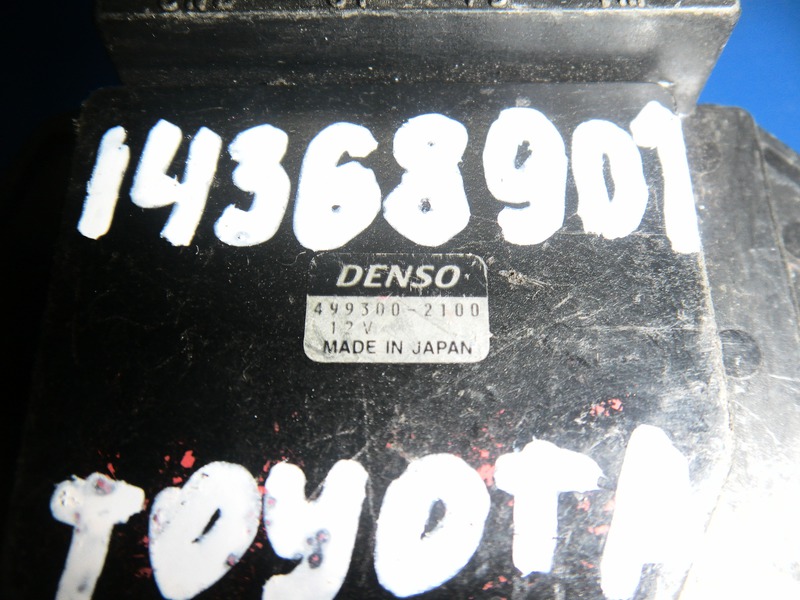 14368901
DENSO
499300-2100
12V
MADE IN JAPAN
TOYOTA